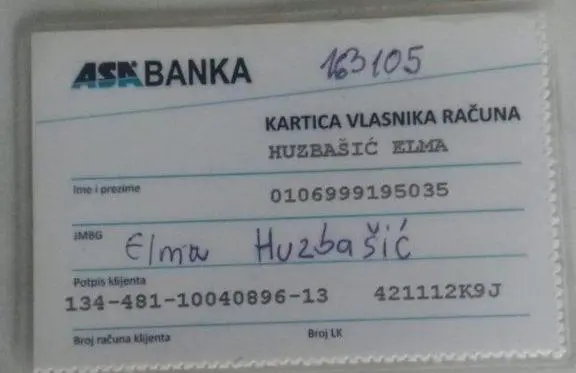 ASA BANKA 163105
KARTICA VLASNIKA RAČUNA
HUZBAŠIĆ ELMA
Ime i prezime
0106999195035
JMBG
Elma Huzbašić
Potpis klijenta
134-481-10040896-13 421112K9J
Broj računa klijenta Broj LK